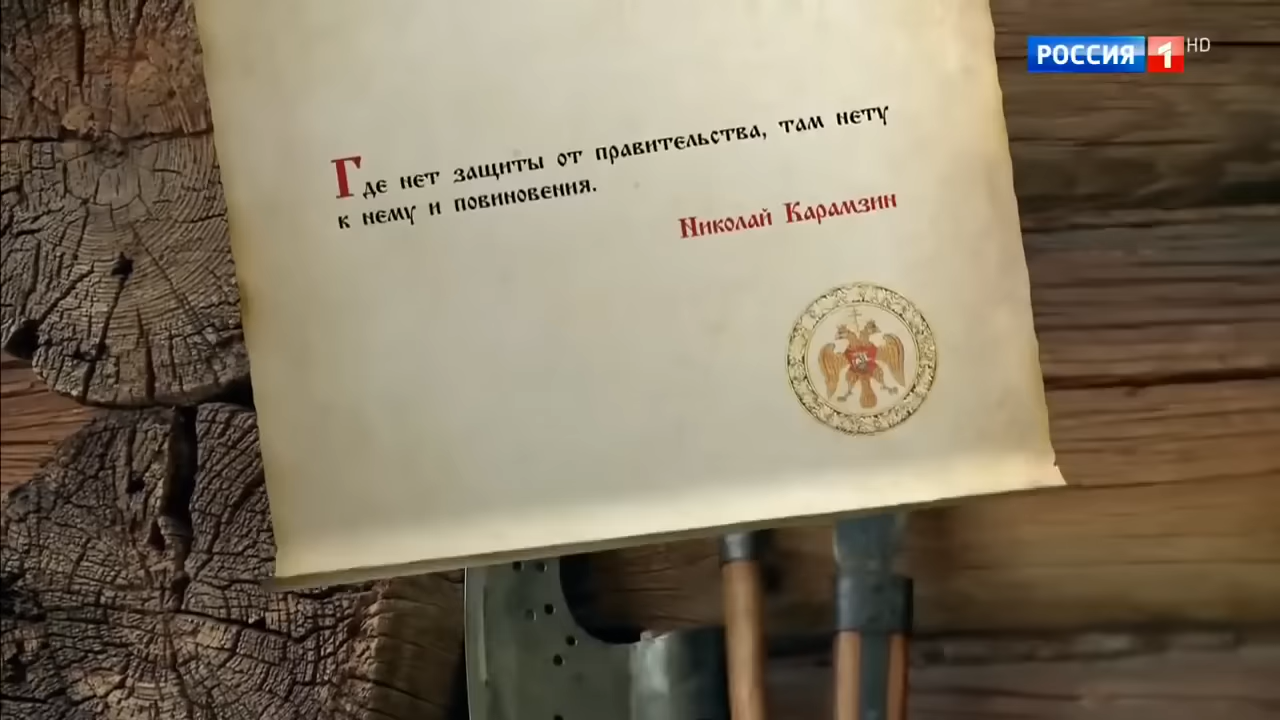 РОССИЯ 1 HD
Где нет защиты от правительства, там нету
к нему и повиновения.
Николай Карамзин